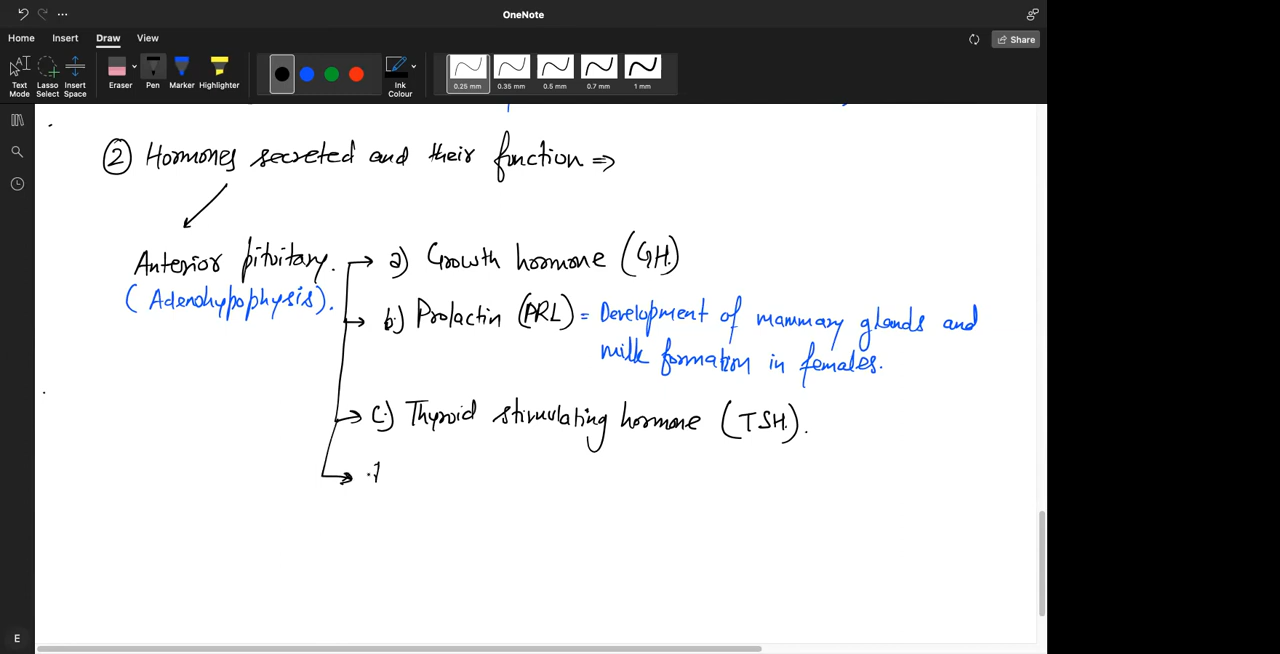 OneNote
Home Insert Draw View
Share
Text Mode Lasso Select Insert Space Eraser Pen Marker Highlighter Ink Colour 0.25 mm 0.35 mm 0.5 mm 0.7 mm 1 mm
② Hormones secreted and their function ⇒
Anterior pituitary. → a) Growth hormone (GH.)
(Adenohypophysis).
→ b.) Prolactin (PRL) = Development of mammary glands and
milk formation in females.
→ c.) Thyroid stimulating hormone (TSH.).
E